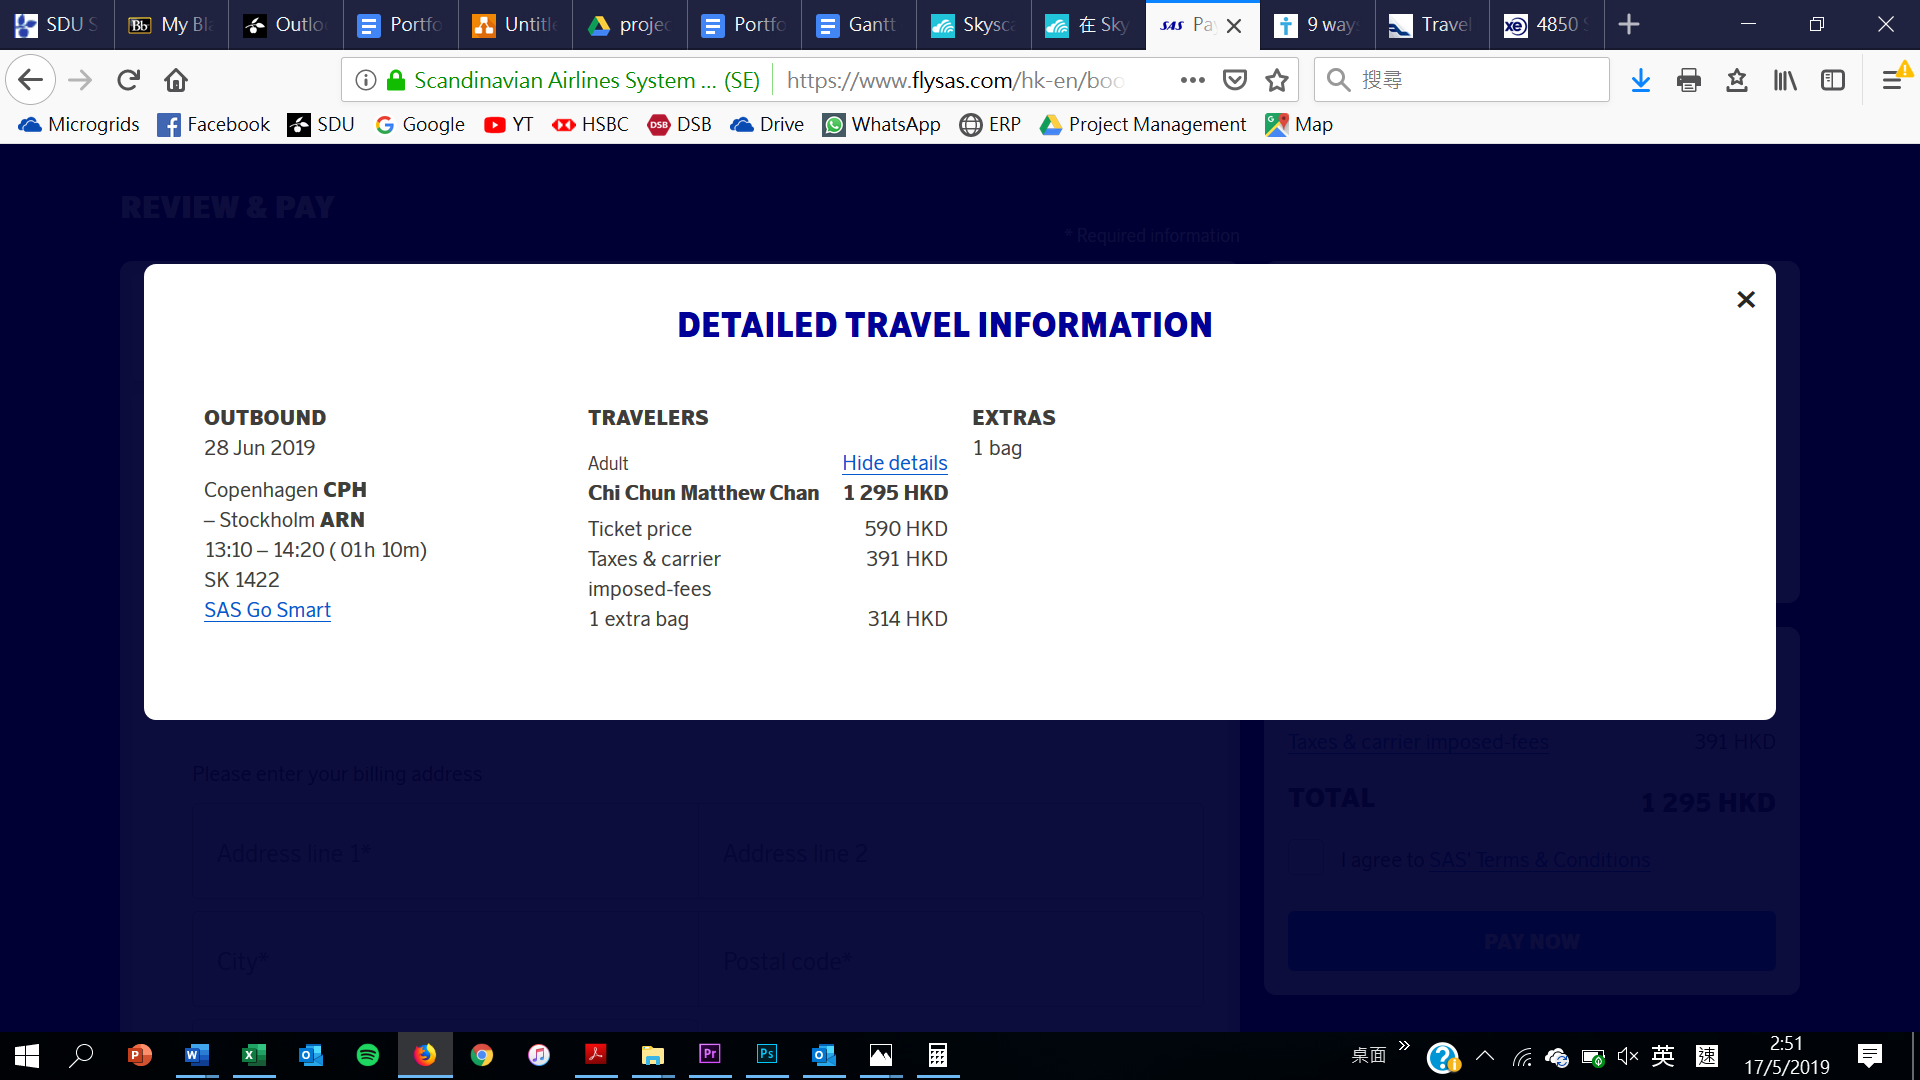 SDU S
My Bla
Outlo
Portfo
Untitle
projec
Portfo
Gantt
Skysca
在 Sky
SAS Pay
9 ways
Travel
4850 S
Scandinavian Airlines System ... (SE)
https://www.flysas.com/hk-en/boo
搜尋
Microgrids
Facebook
SDU
Google
YT
HSBC
DSB
Drive
WhatsApp
ERP
Project Management
Map
REVIEW & PAY
* Required information
DETAILED TRAVEL INFORMATION
OUTBOUND
28 Jun 2019
Copenhagen CPH
– Stockholm ARN
13:10 – 14:20 ( 01h 10m)
SK 1422
SAS Go Smart
TRAVELERS
Adult Hide details
Chi Chun Matthew Chan 1 295 HKD
Ticket price 590 HKD
Taxes & carrier 391 HKD
imposed-fees
1 extra bag 314 HKD
EXTRAS
1 bag
Taxes & carrier imposed-fees 391 HKD
TOTAL 1 295 HKD
I agree to SAS' Terms & Conditions
PAY NOW
Please enter your billing address
Address line 1*
Address line 2
City*
Postal code*
桌面
英
速
2:51
17/5/2019